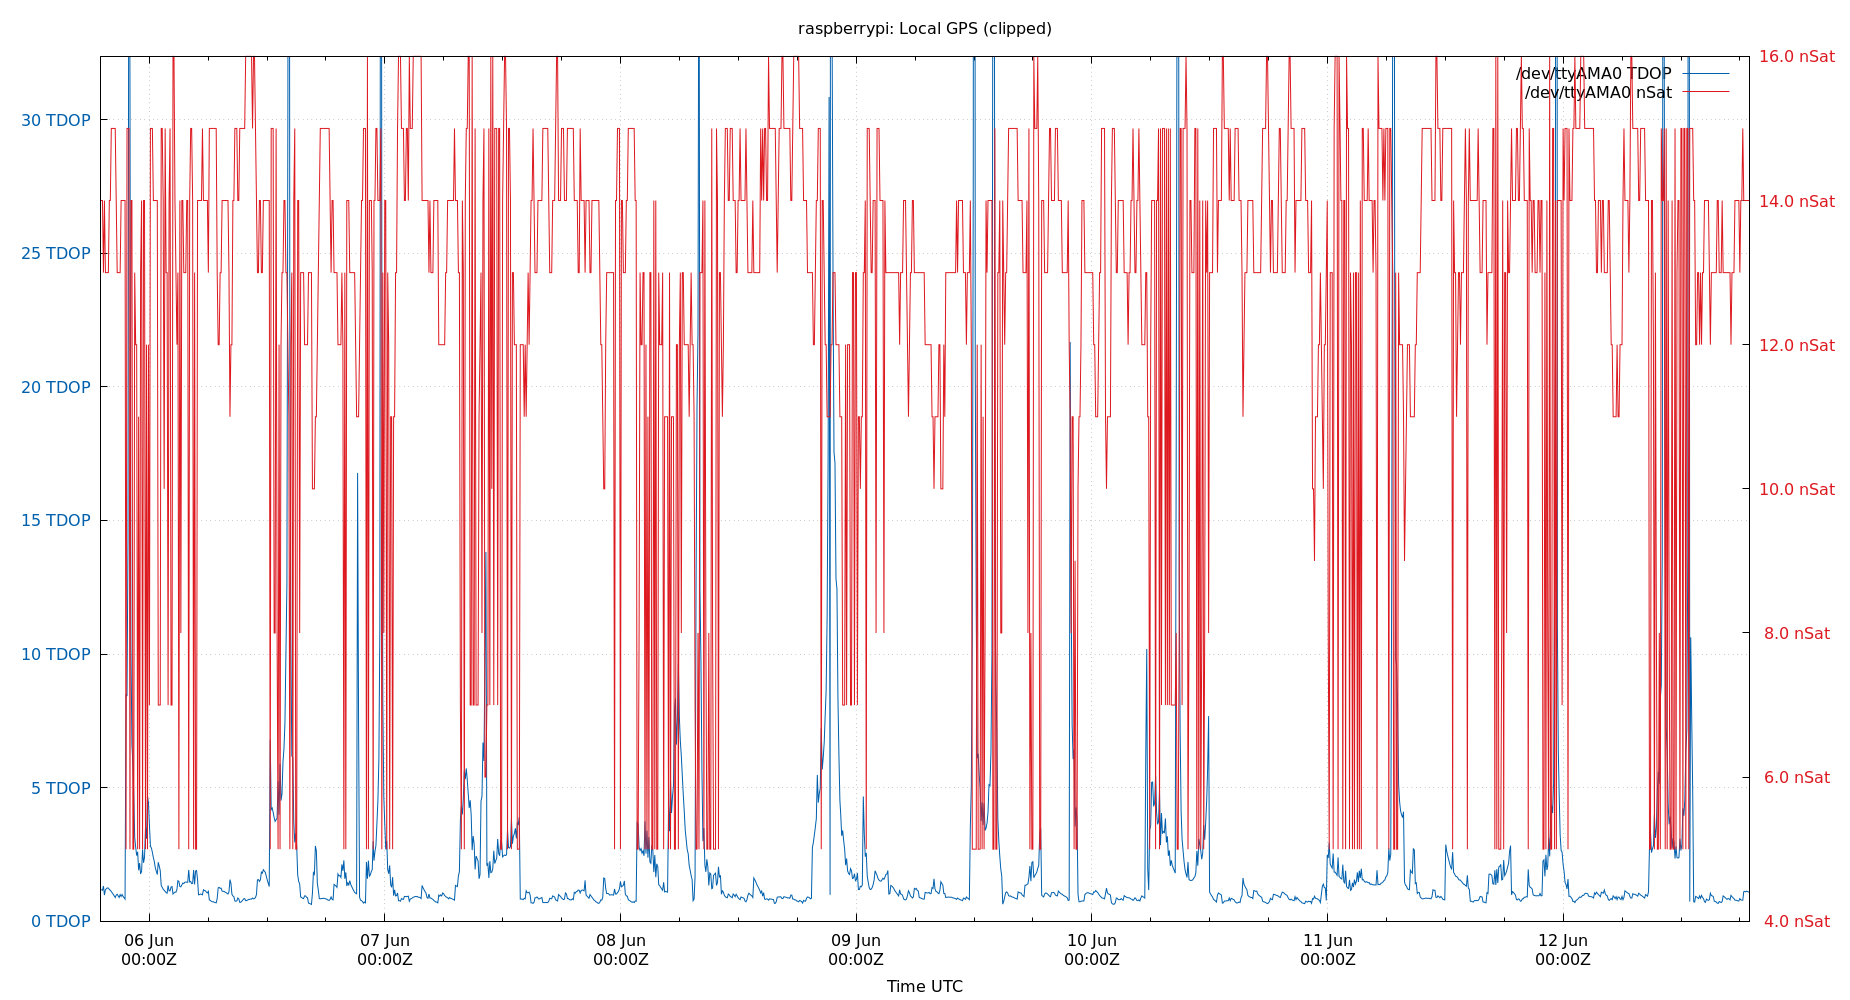 raspberrypi: Local GPS (clipped)
16.0 nSat
/dev/ttyAMA0 TDOP
/dev/ttyAMA0 nSat
30 TDOP
14.0 nSat
25 TDOP
12.0 nSat
20 TDOP
10.0 nSat
15 TDOP
8.0 nSat
10 TDOP
6.0 nSat
5 TDOP
0 TDOP
4.0 nSat
06 Jun 07 Jun 08 Jun 09 Jun 10 Jun 11 Jun 12 Jun
00:00Z 00:00Z 00:00Z 00:00Z 00:00Z 00:00Z 00:00Z
Time UTC